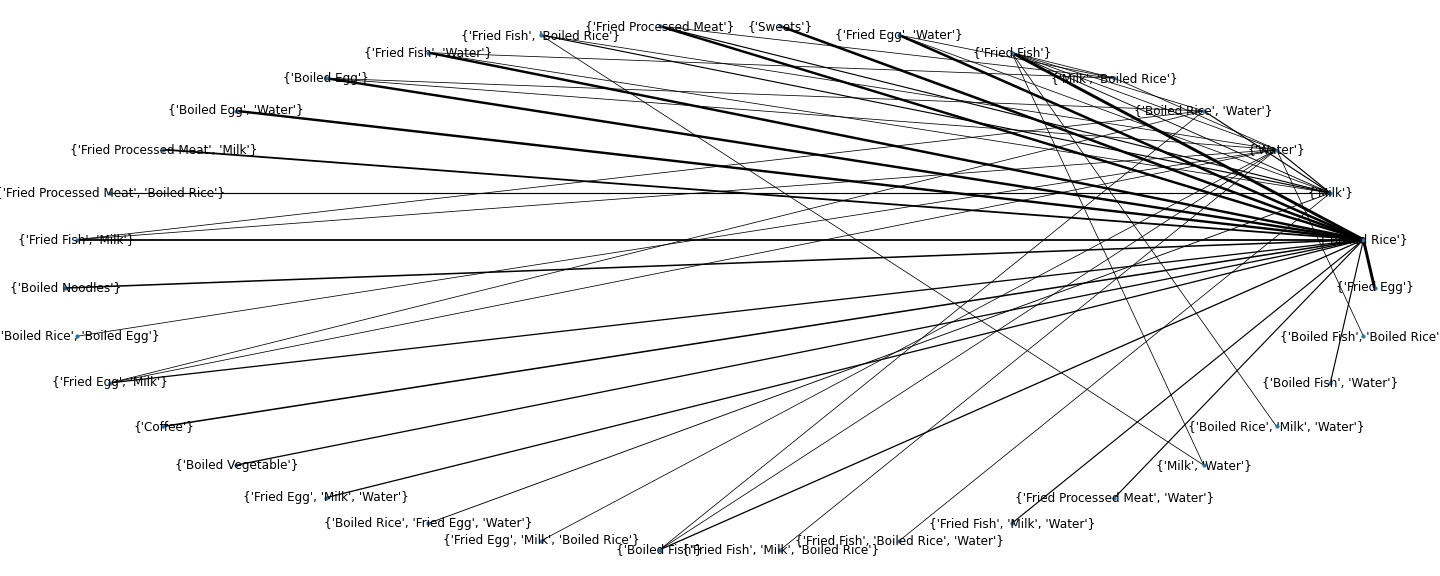 {'Fried Processed Meat'}
{'Sweets'}
{'Fried Fish', 'Boiled Rice'}
{'Fried Egg', 'Water'}
{'Fried Fish', 'Water'}
{'Fried Fish'}
{'Boiled Egg'}
{'Milk', 'Boiled Rice'}
{'Boiled Egg', 'Water'}
{'Boiled Rice', 'Water'}
{'Fried Processed Meat', 'Milk'}
{'Water'}
{'Fried Processed Meat', 'Boiled Rice'}
{'Milk'}
{'Fried Fish', 'Milk'}
Rice'}
{'Boiled Noodles'}
{'Fried Egg'}
'Boiled Rice', 'Boiled Egg'}
{'Boiled Fish', 'Boiled Rice'
{'Fried Egg', 'Milk'}
{'Boiled Fish', 'Water'}
{'Coffee'}
{'Boiled Rice', 'Milk', 'Water'}
{'Boiled Vegetable'}
{'Milk', 'Water'}
{'Fried Egg', 'Milk', 'Water'}
{'Fried Processed Meat', 'Water'}
{'Boiled Rice', 'Fried Egg', 'Water'}
{'Fried Fish', 'Milk', 'Water'}
{'Fried Egg', 'Milk', 'Boiled Rice'}
{'Fried Fish', 'Boiled Rice', 'Water'}
{'Boiled Fish'}
{'Fried Fish', 'Milk', 'Boiled Rice'}